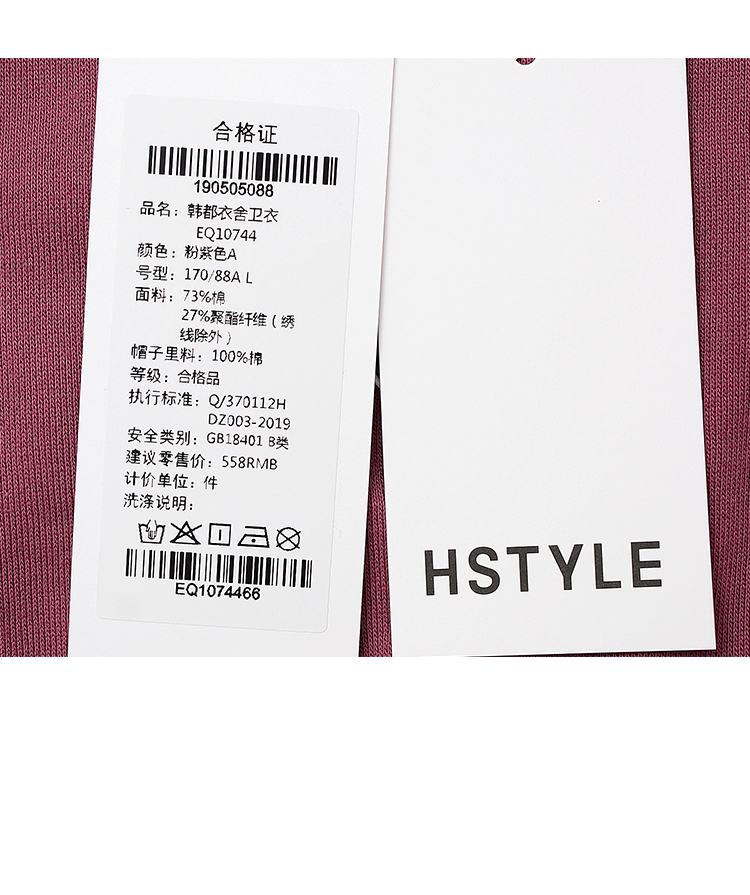 合格证
190505088
品名：韩都衣舍卫衣
EQ10744
颜色：粉紫色A
号型：170/88A L
面料：73%棉
27%聚酯纤维（绣
线除外）
帽子里料：100%棉
等级：合格品
执行标准：Q/370112H
DZ003-2019
安全类别：GB18401 B类
建议零售价：558RMB
计价单位：件
洗涤说明：
EQ1074466
HSTYLE